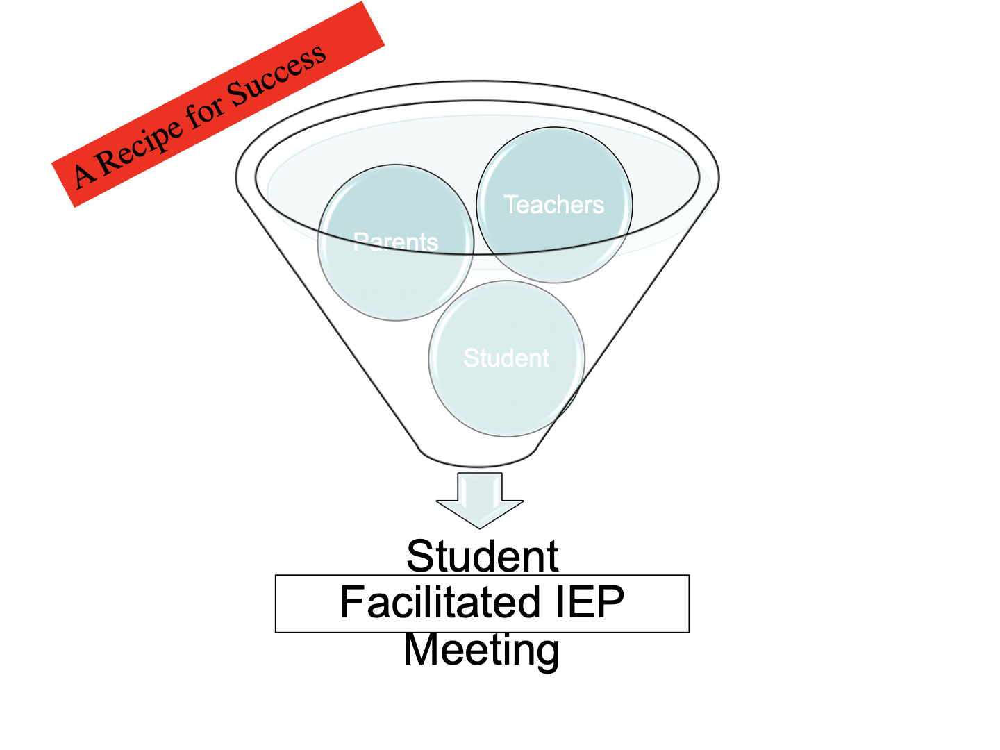 A Recipe for Success
Teachers
Parents
Student
Student
Facilitated IEP
Meeting